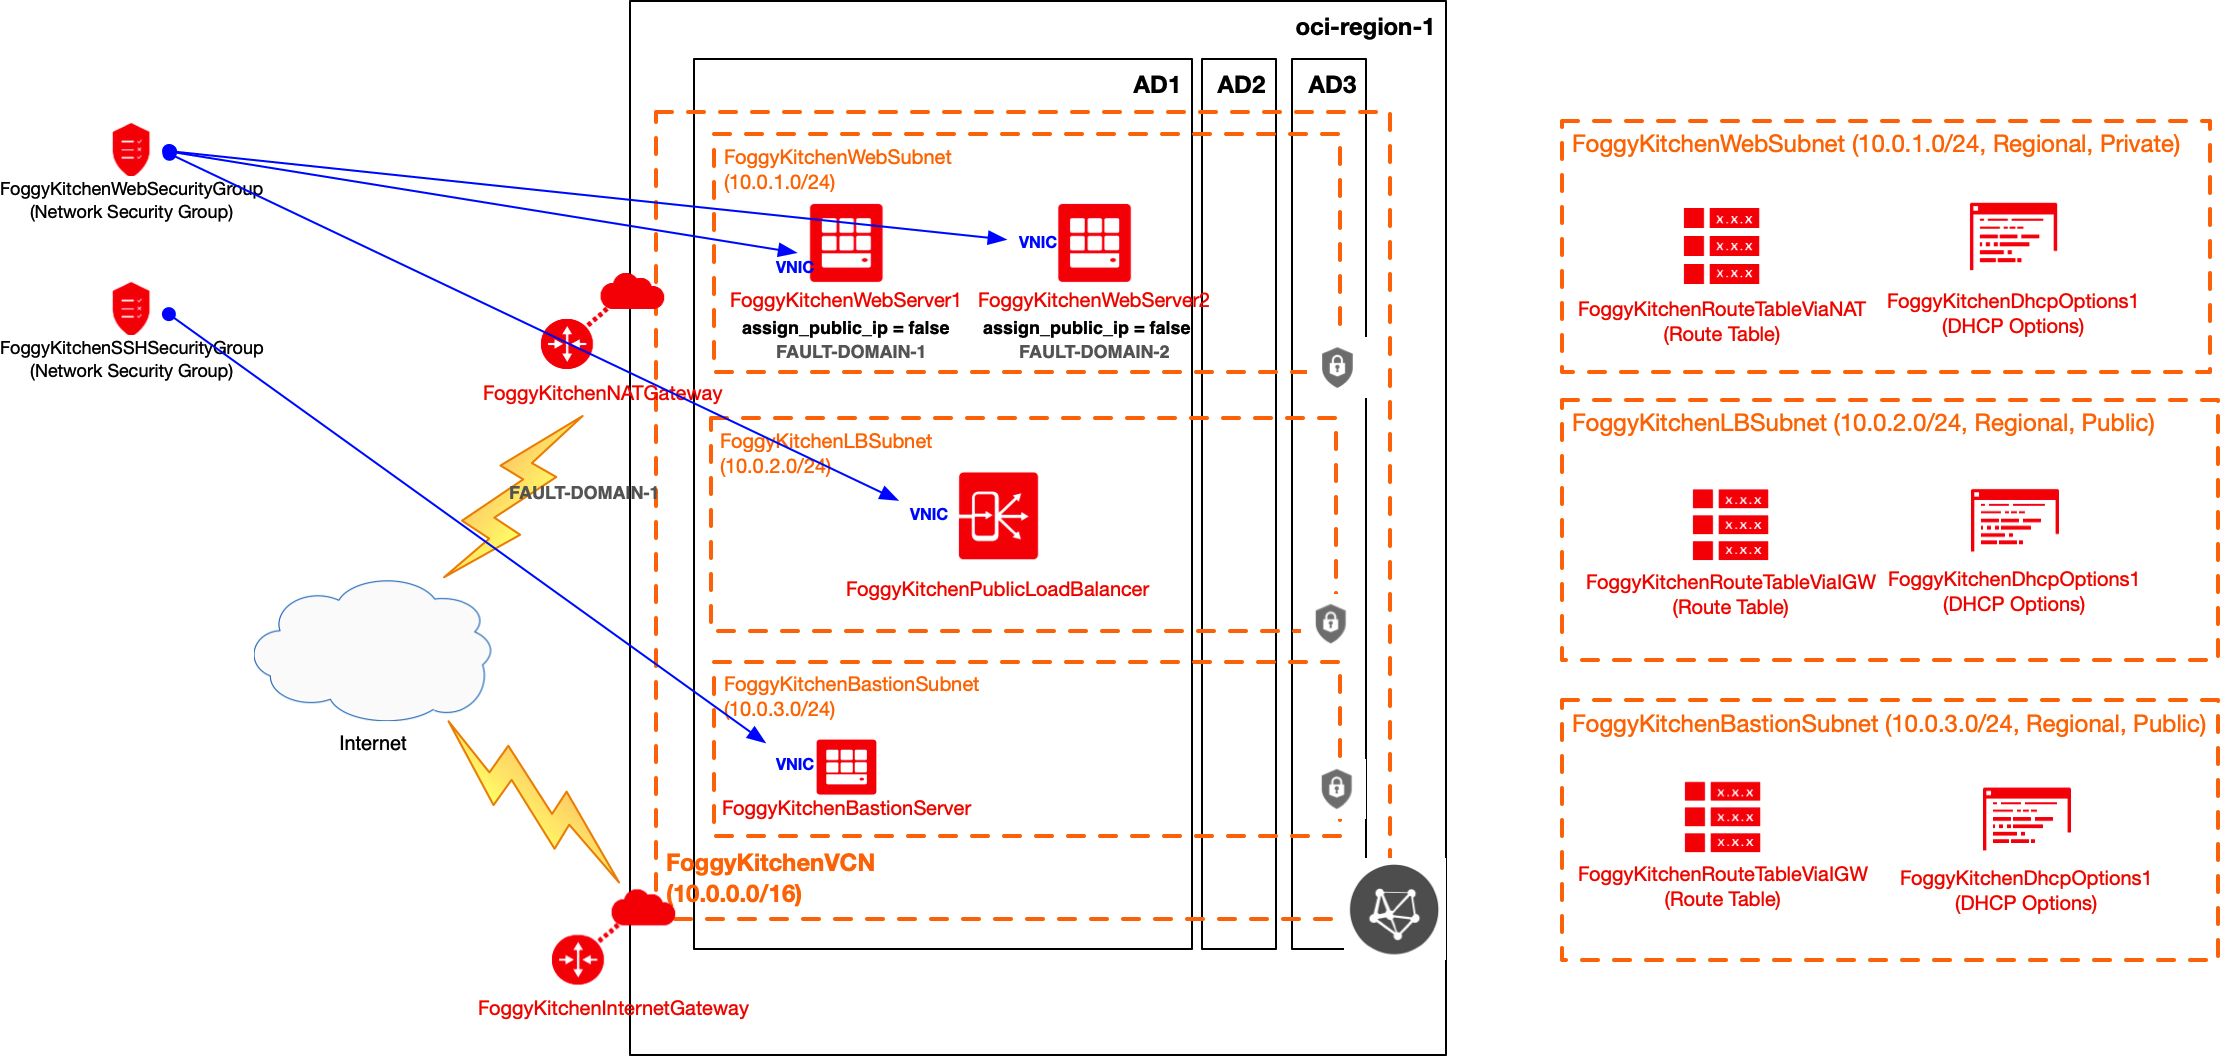 oci-region-1
AD1
AD2
AD3
FoggyKitchenWebSecurityGroup
(Network Security Group)
FoggyKitchenSSHSecurityGroup
(Network Security Group)
FoggyKitchenWebSubnet
(10.0.1.0/24)
VNIC
VNIC
FoggyKitchenWebServer1
FoggyKitchenWebServer2
assign_public_ip = false
assign_public_ip = false
FAULT-DOMAIN-1
FAULT-DOMAIN-2
FoggyKitchenNATGateway
FoggyKitchenLBSubnet
(10.0.2.0/24)
FAULT-DOMAIN-1
VNIC
FoggyKitchenPublicLoadBalancer
FoggyKitchenBastionSubnet
(10.0.3.0/24)
Internet
VNIC
FoggyKitchenBastionServer
FoggyKitchenVCN
(10.0.0.0/16)
FoggyKitchenInternetGateway
FoggyKitchenWebSubnet (10.0.1.0/24, Regional, Private)
x.x.x
x.x.x
x.x.x
FoggyKitchenRouteTableViaNAT
(Route Table)
FoggyKitchenDhcpOptions1
(DHCP Options)
FoggyKitchenLBSubnet (10.0.2.0/24, Regional, Public)
x.x.x
x.x.x
x.x.x
FoggyKitchenRouteTableViaIGW
(Route Table)
FoggyKitchenDhcpOptions1
(DHCP Options)
FoggyKitchenBastionSubnet (10.0.3.0/24, Regional, Public)
x.x.x
x.x.x
x.x.x
FoggyKitchenRouteTableViaIGW
(Route Table)
FoggyKitchenDhcpOptions1
(DHCP Options)